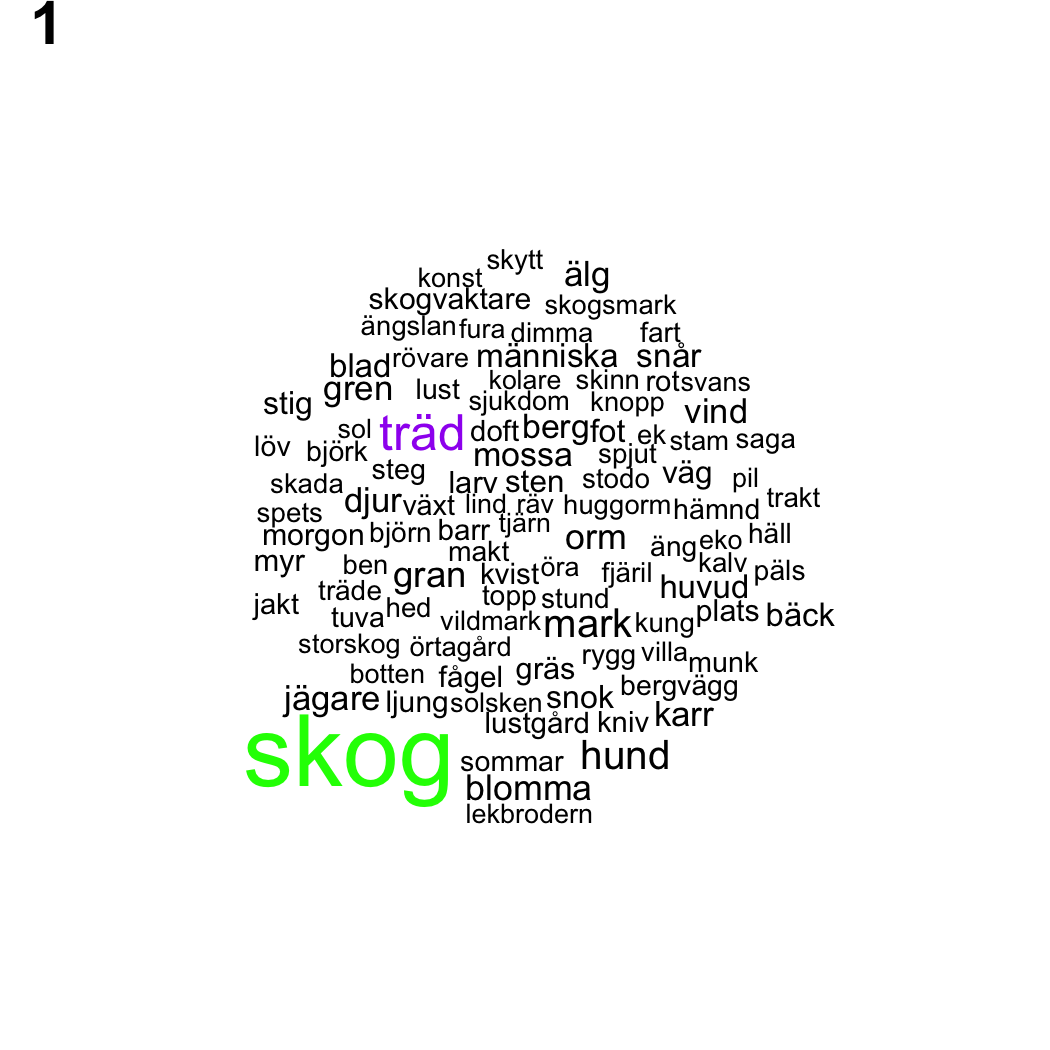 1
skytt
konst älg
skogvaktare skogsmark
ängslan fura dimma fart
blad rövare människa snår
gren lust kolare skinn rotsvans
stig sjukdom knopp vind
sol träd doft berg fot ek stam saga
löv björk mossa spjut
skada steg larv sten stodo väg pil
spets djur växt lind räv huggorm hämnd trakt
morgon björn barr tjärn orm äng eko häll
myr ben makt kvist öra fjäril kalv päls
träde gran topp stund huvud
jakt tuva hed vildmark mark kung plats bäck
storskog örtagård rygg villa munk
botten fågel gräs bergvägg
jägare ljung solsken snok karr
lustgård kniv
skog sommar hund
blomma
lekbrodern